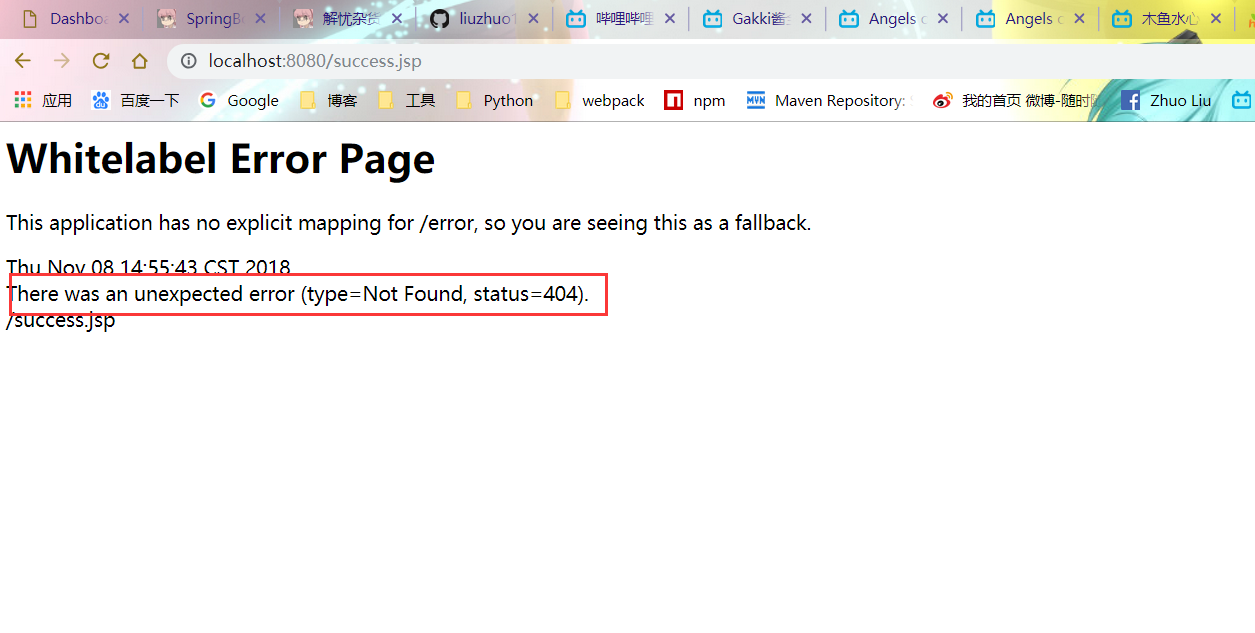 Dashbo
SpringB
解忧杂货
liuzhuo1
哔哩哔哩
Gakki酱
Angels
Angels
木鱼水心
localhost:8080/success.jsp
应用
百度一下
Google
博客
工具
Python
webpack
npm
MVN
Maven Repository:
我的首页 微博-随时
Zhuo Liu
Whitelabel Error Page
This application has no explicit mapping for /error, so you are seeing this as a fallback.
Thu Nov 08 14:55:43 CST 2018
There was an unexpected error (type=Not Found, status=404).
/success.jsp